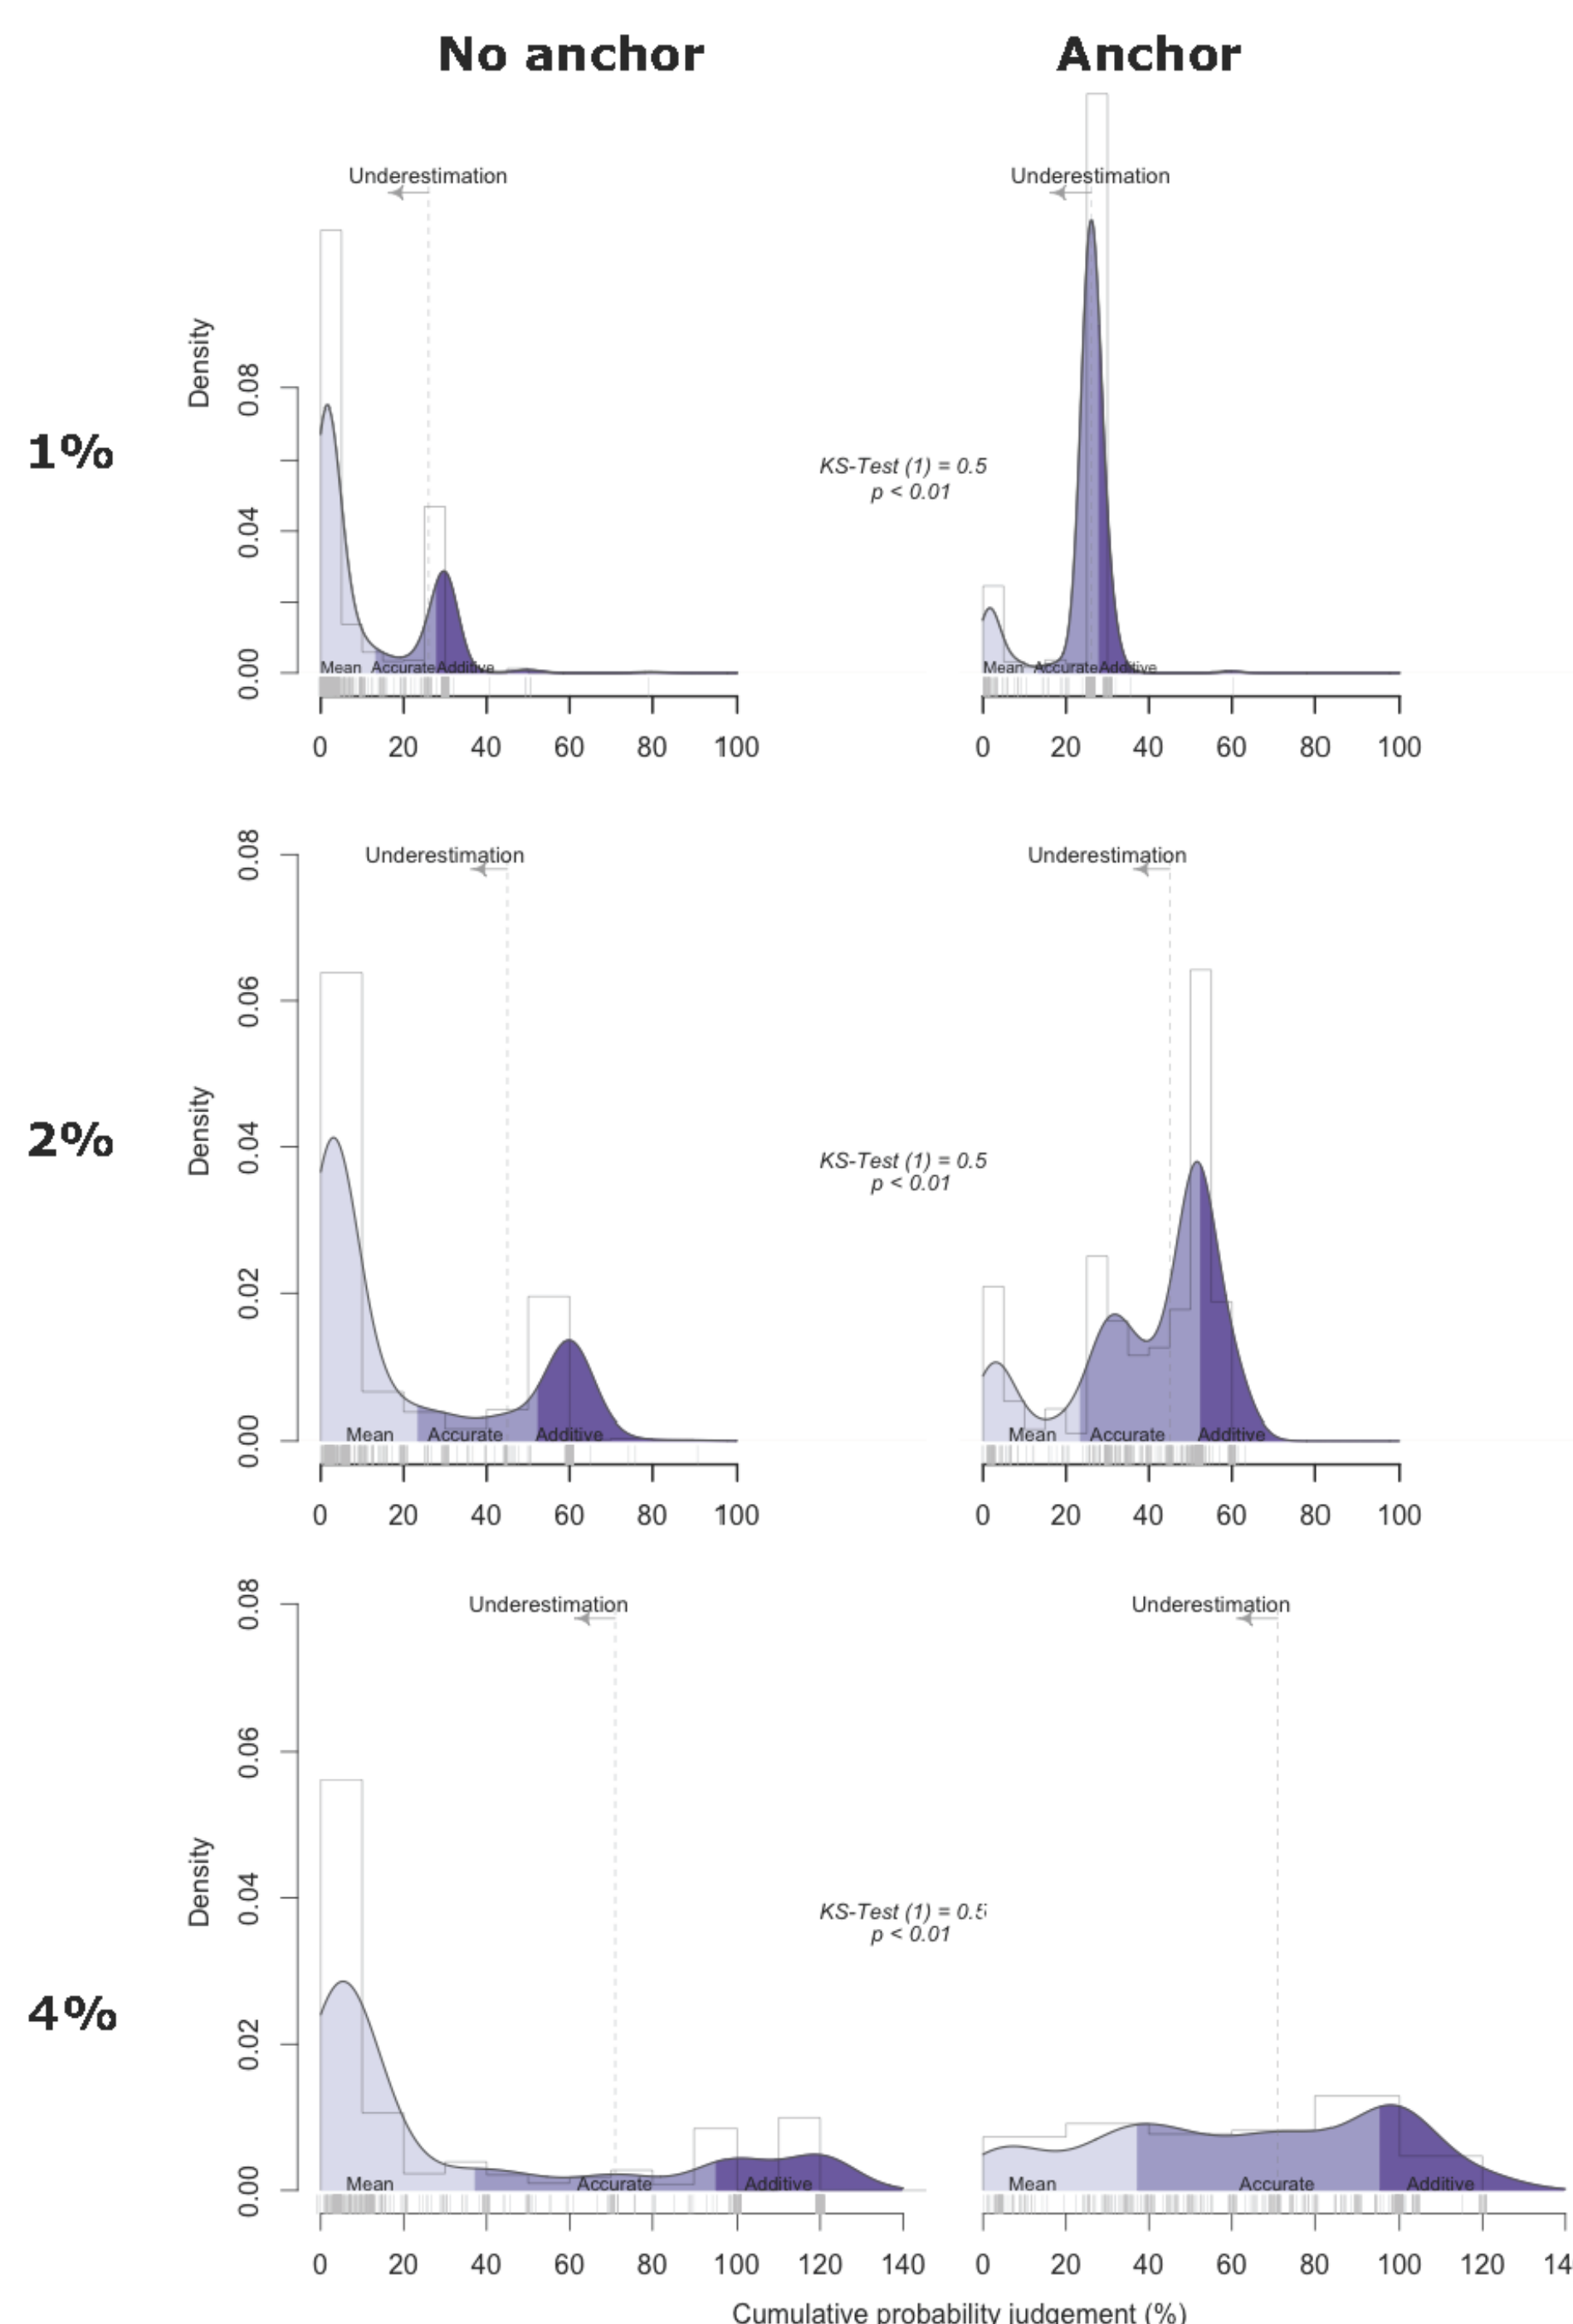 No anchor Anchor
Underestimation Underestimation
Density
0.08
0.04
0.00
1%
KS-Test (1) = 0.5
p < 0.01
Mean Accurate Additive Mean Accurate Additive
0 20 40 60 80 100 0 20 40 60 80 100
Underestimation Underestimation
Density
0.08
0.06
0.04
0.02
0.00
2%
KS-Test (1) = 0.5
p < 0.01
Mean Accurate Additive Mean Accurate Additive
0 20 40 60 80 100 0 20 40 60 80 100
Underestimation Underestimation
Density
0.08
0.06
0.04
0.02
0.00
4%
KS-Test (1) = 0.5
p < 0.01
Mean Accurate Additive Mean Accurate Additive
0 20 40 60 80 100 120 140 0 20 40 60 80 100 120 14
Cumulative probability judgement (%)